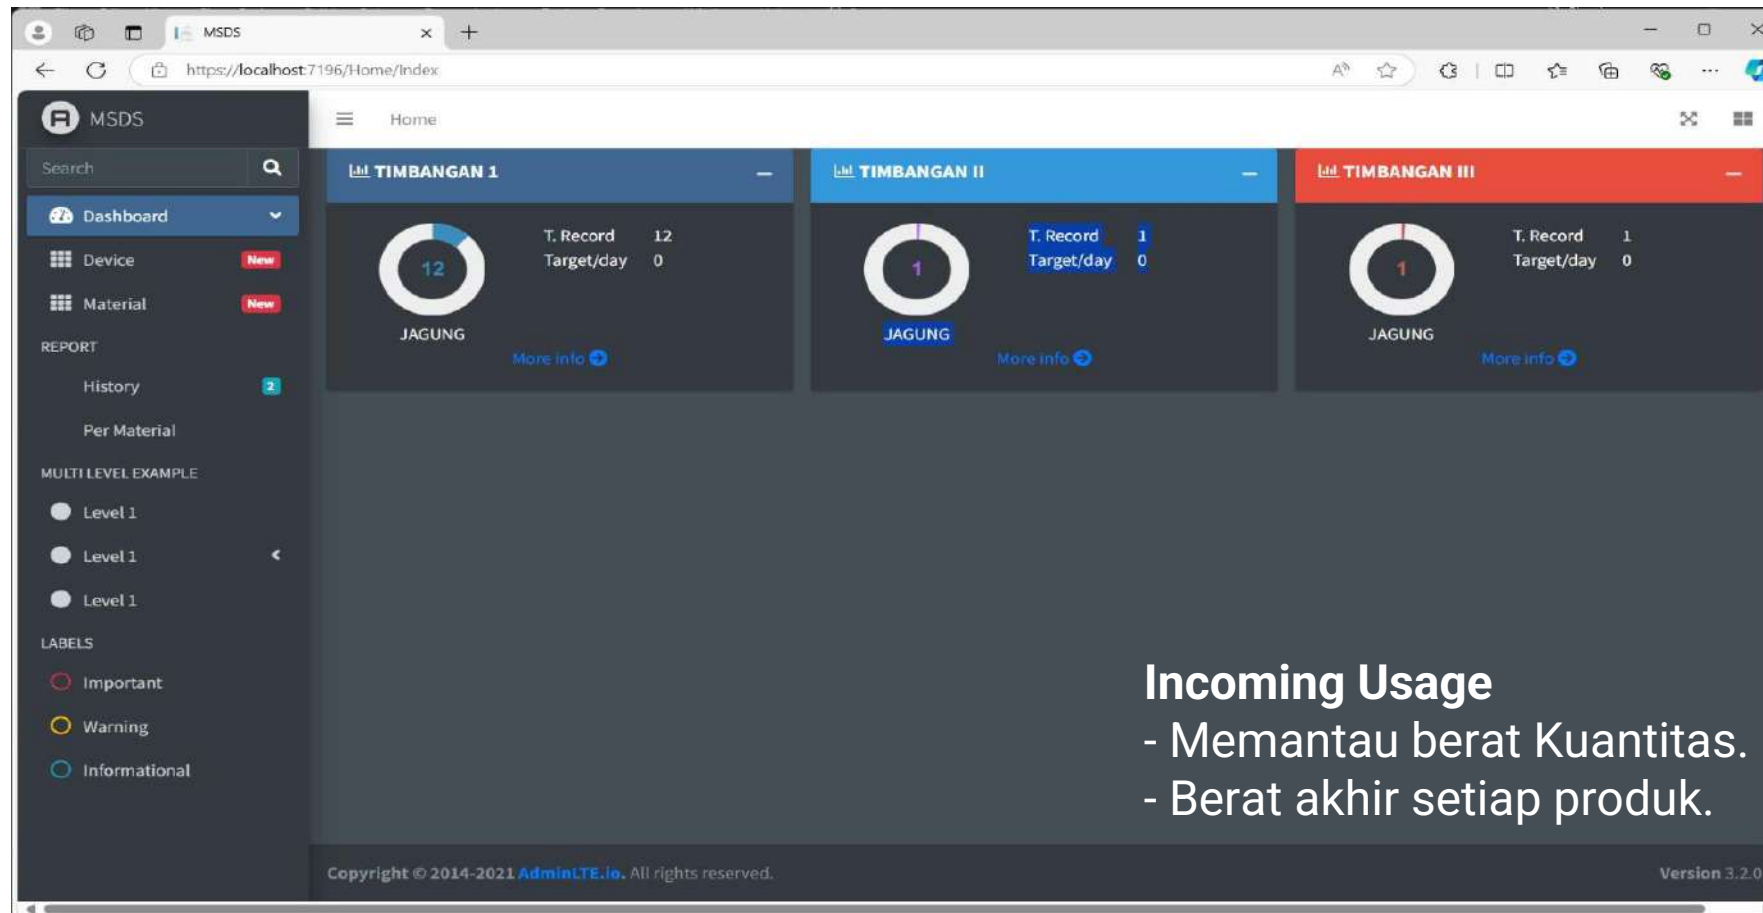 MSDS
https://localhost:7196/Home/Index
MSDS
Home
Search
Dashboard
Device New
Material New
REPORT
History 2
Per Material
MULTI LEVEL EXAMPLE
Level 1
Level 1
Level 1
LABELS
Important
Warning
Informational
TIMBANGAN 1
12
T. Record 12
Target/day 0
JAGUNG
More info
TIMBANGAN II
1
T. Record 1
Target/day 0
JAGUNG
More info
TIMBANGAN III
1
T. Record 1
Target/day 0
JAGUNG
More info
Incoming Usage
- Memantau berat Kuantitas.
- Berat akhir setiap produk.
Copyright © 2014-2021 AdminLTE.io. All rights reserved.
Version 3.2.0